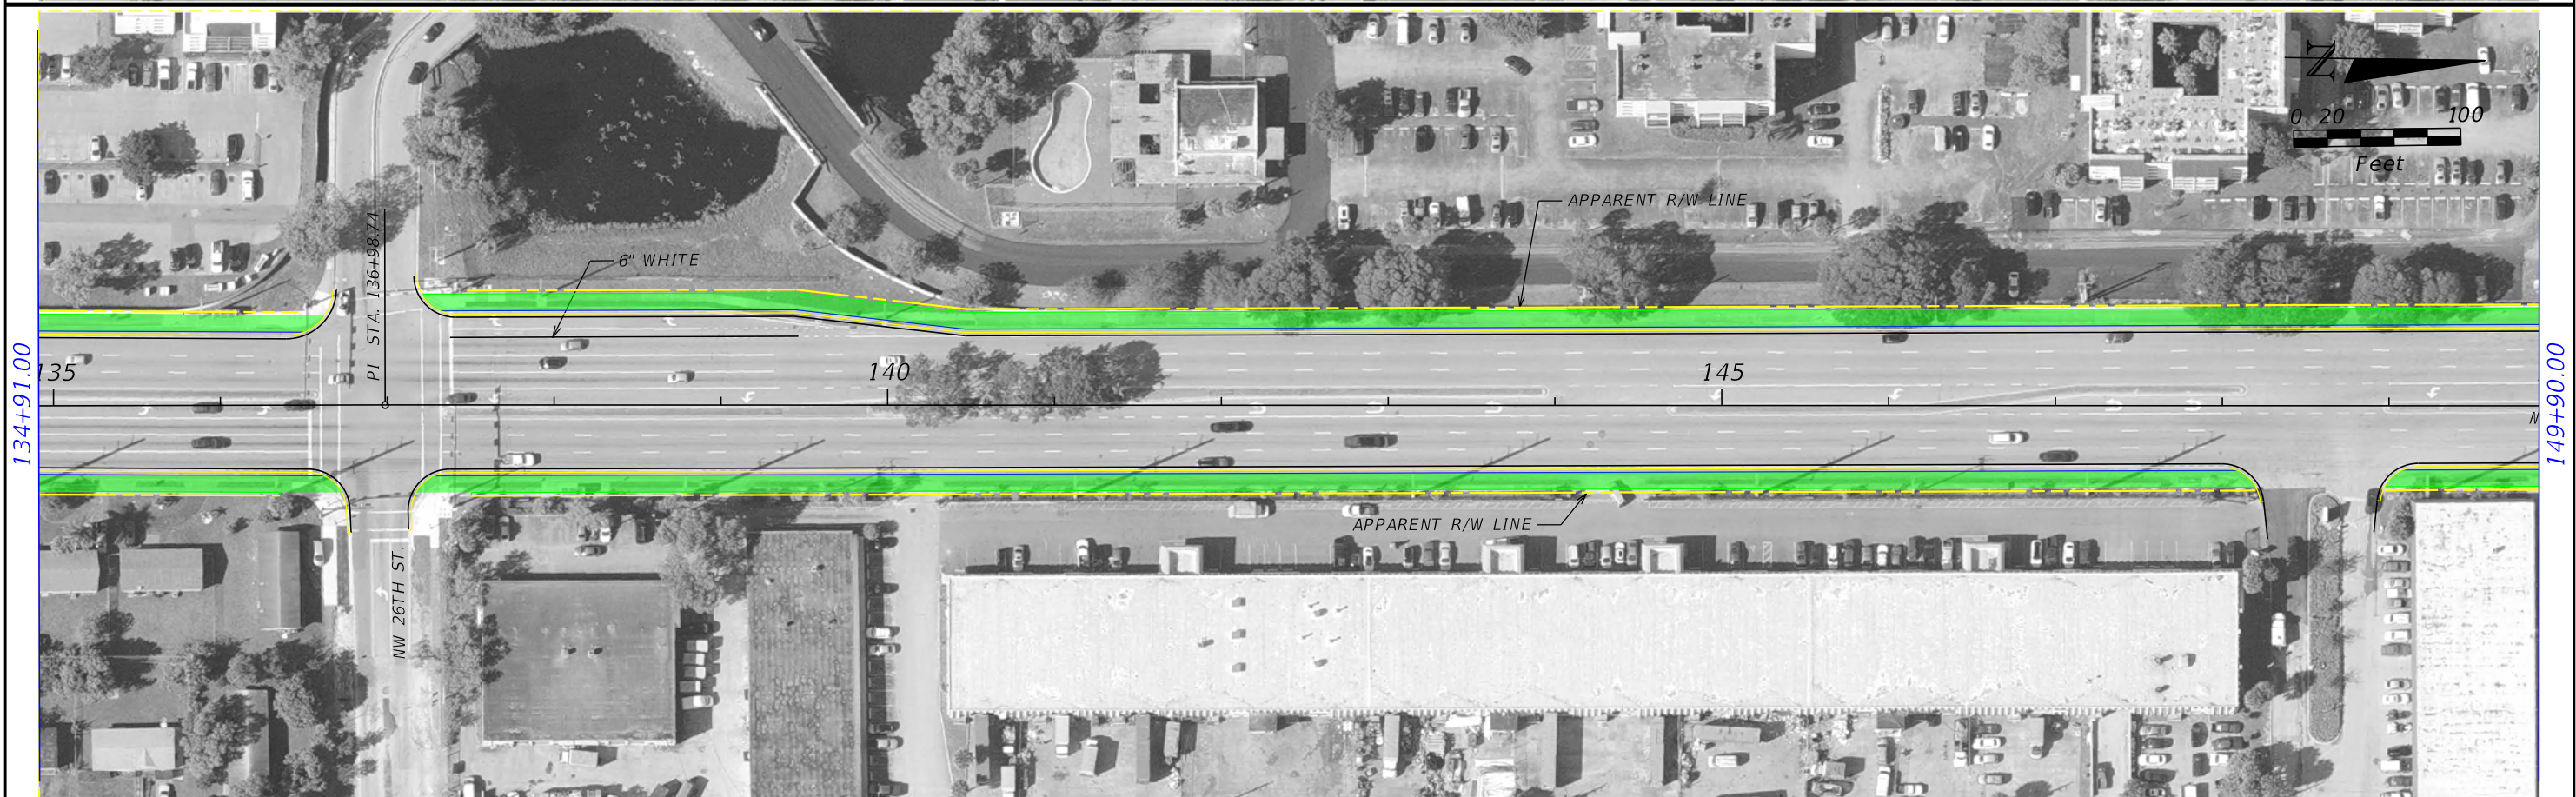 N
0 20 100
Feet
APPARENT R/W LINE
PI STA. 136+98.74
6" WHITE
134+91.00
135
140
145
149+90.00
APPARENT R/W LINE
NW 26TH ST.